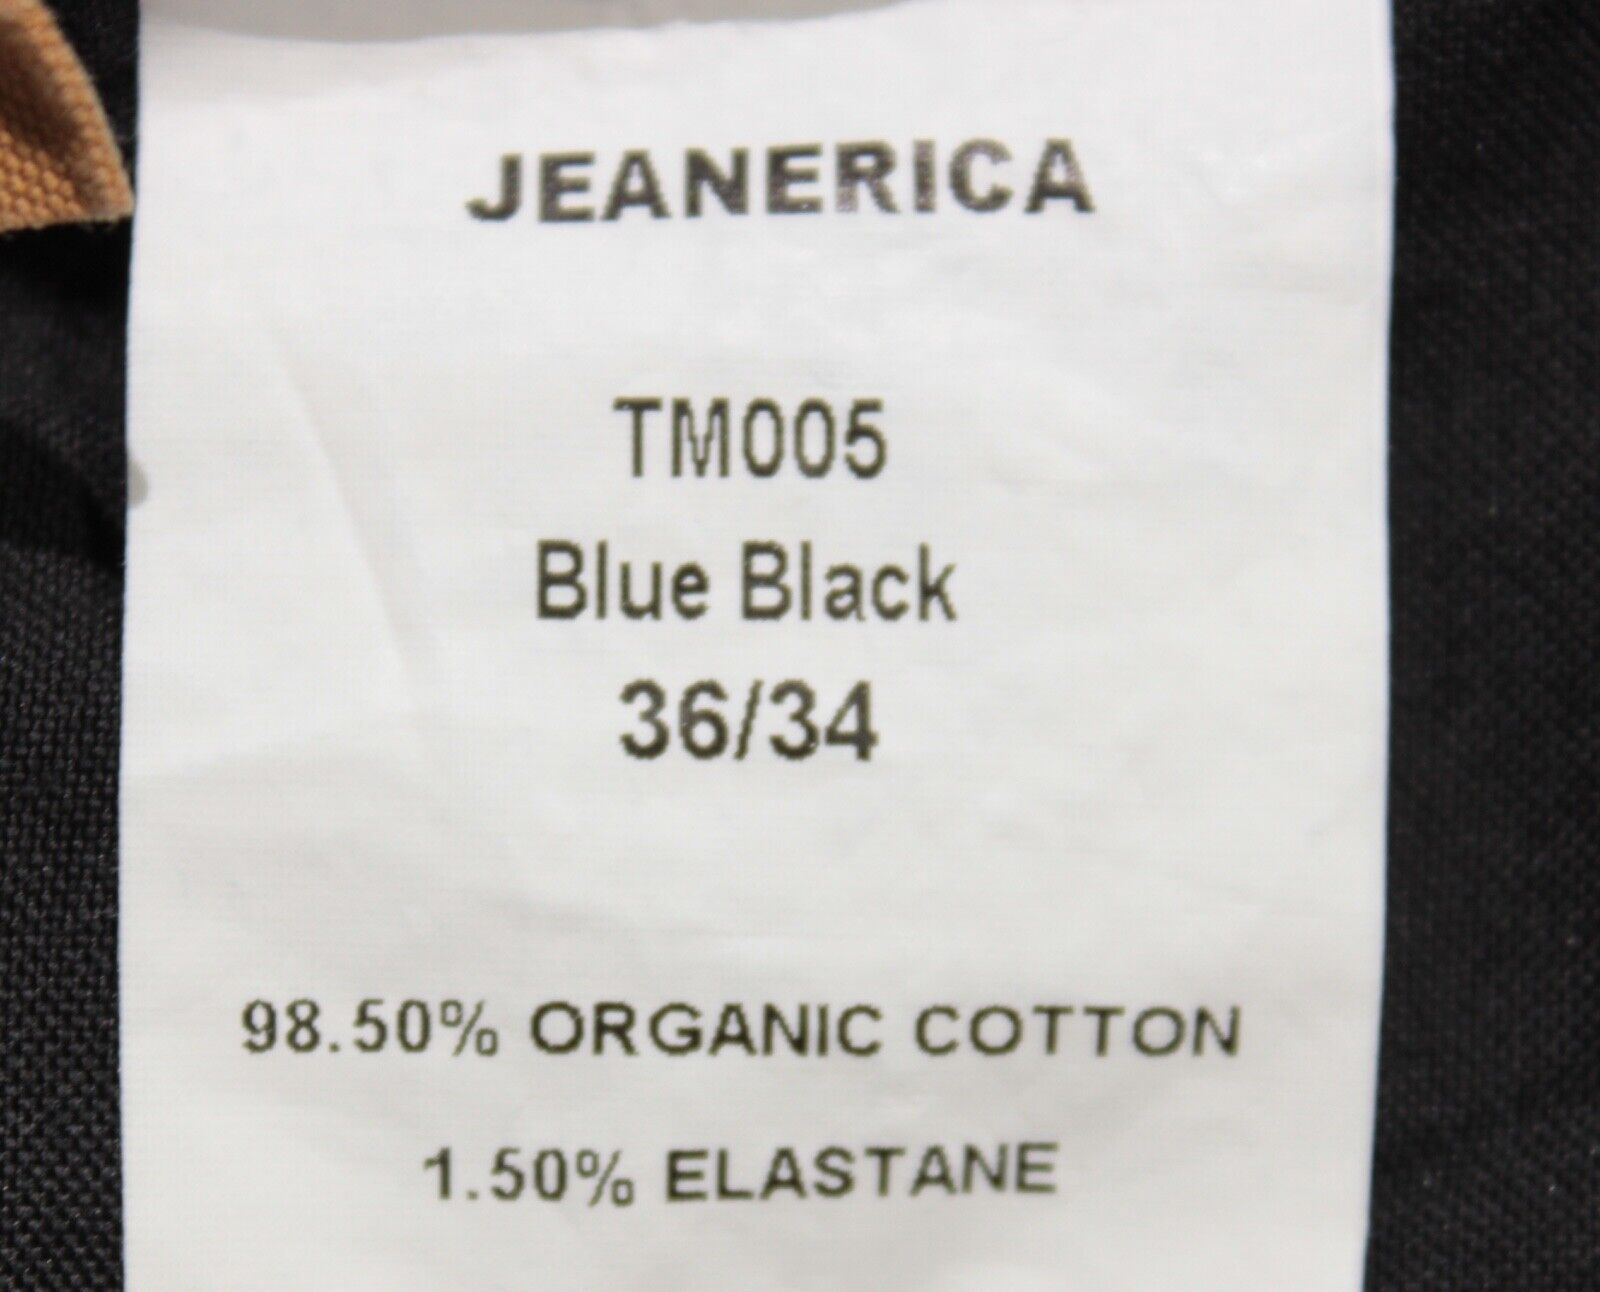 JEANERICA
TM005
Blue Black
36/34
98.50% ORGANIC COTTON
1.50% ELASTANE